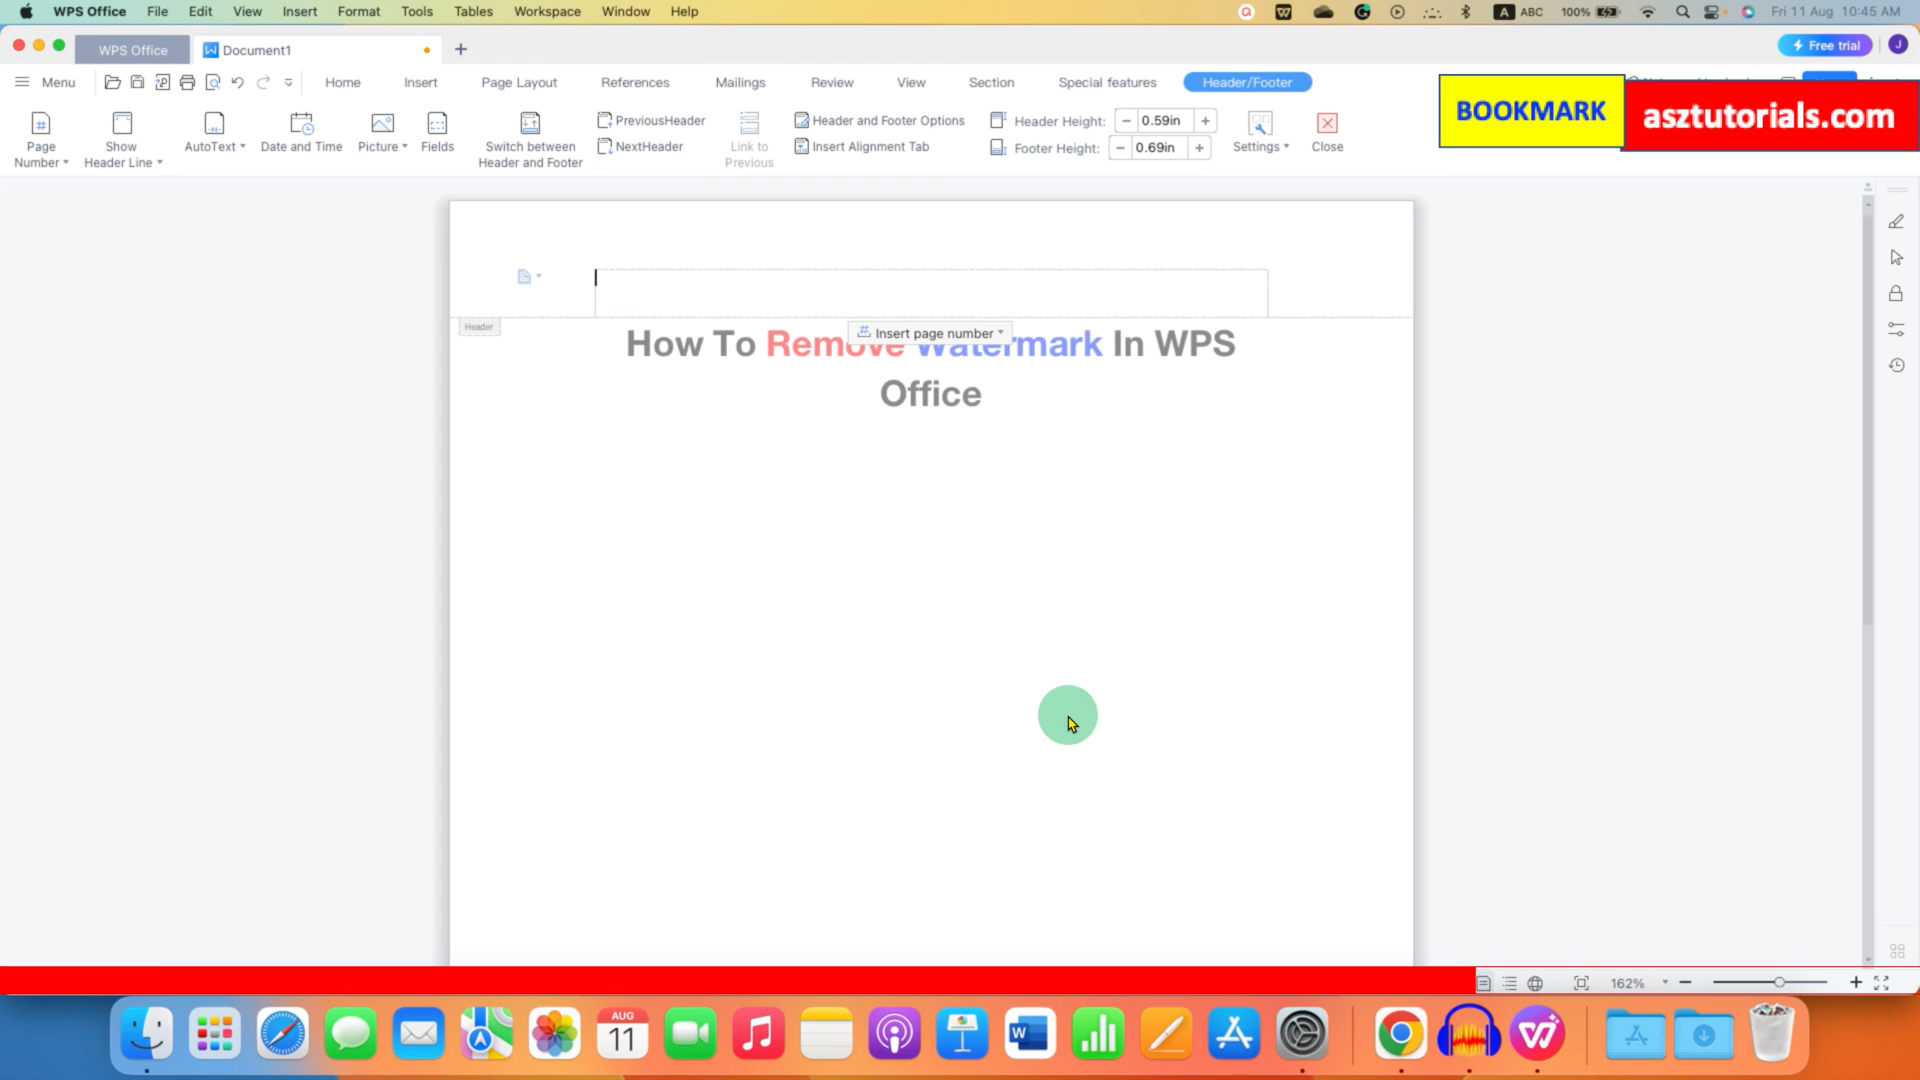 WPS Office File Edit View Insert Format Tools Tables Workspace Window Help
A ABC 100% Fri 11 Aug 10:45 AM
WPS Office Document1
Free trial J
Menu Home Insert Page Layout References Mailings Review View Section Special features Header/Footer
BOOKMARK asztutorials.com
Page Number
Show Header Line
AutoText
Date and Time
Picture
Fields
Switch between Header and Footer
PreviousHeader
NextHeader
Link to Previous
Header and Footer Options
Insert Alignment Tab
Header Height: 0.59in
Footer Height: 0.69in
Settings
Close
Header
Insert page number
How To Remove Watermark In WPS
Office
162%
AUG
11